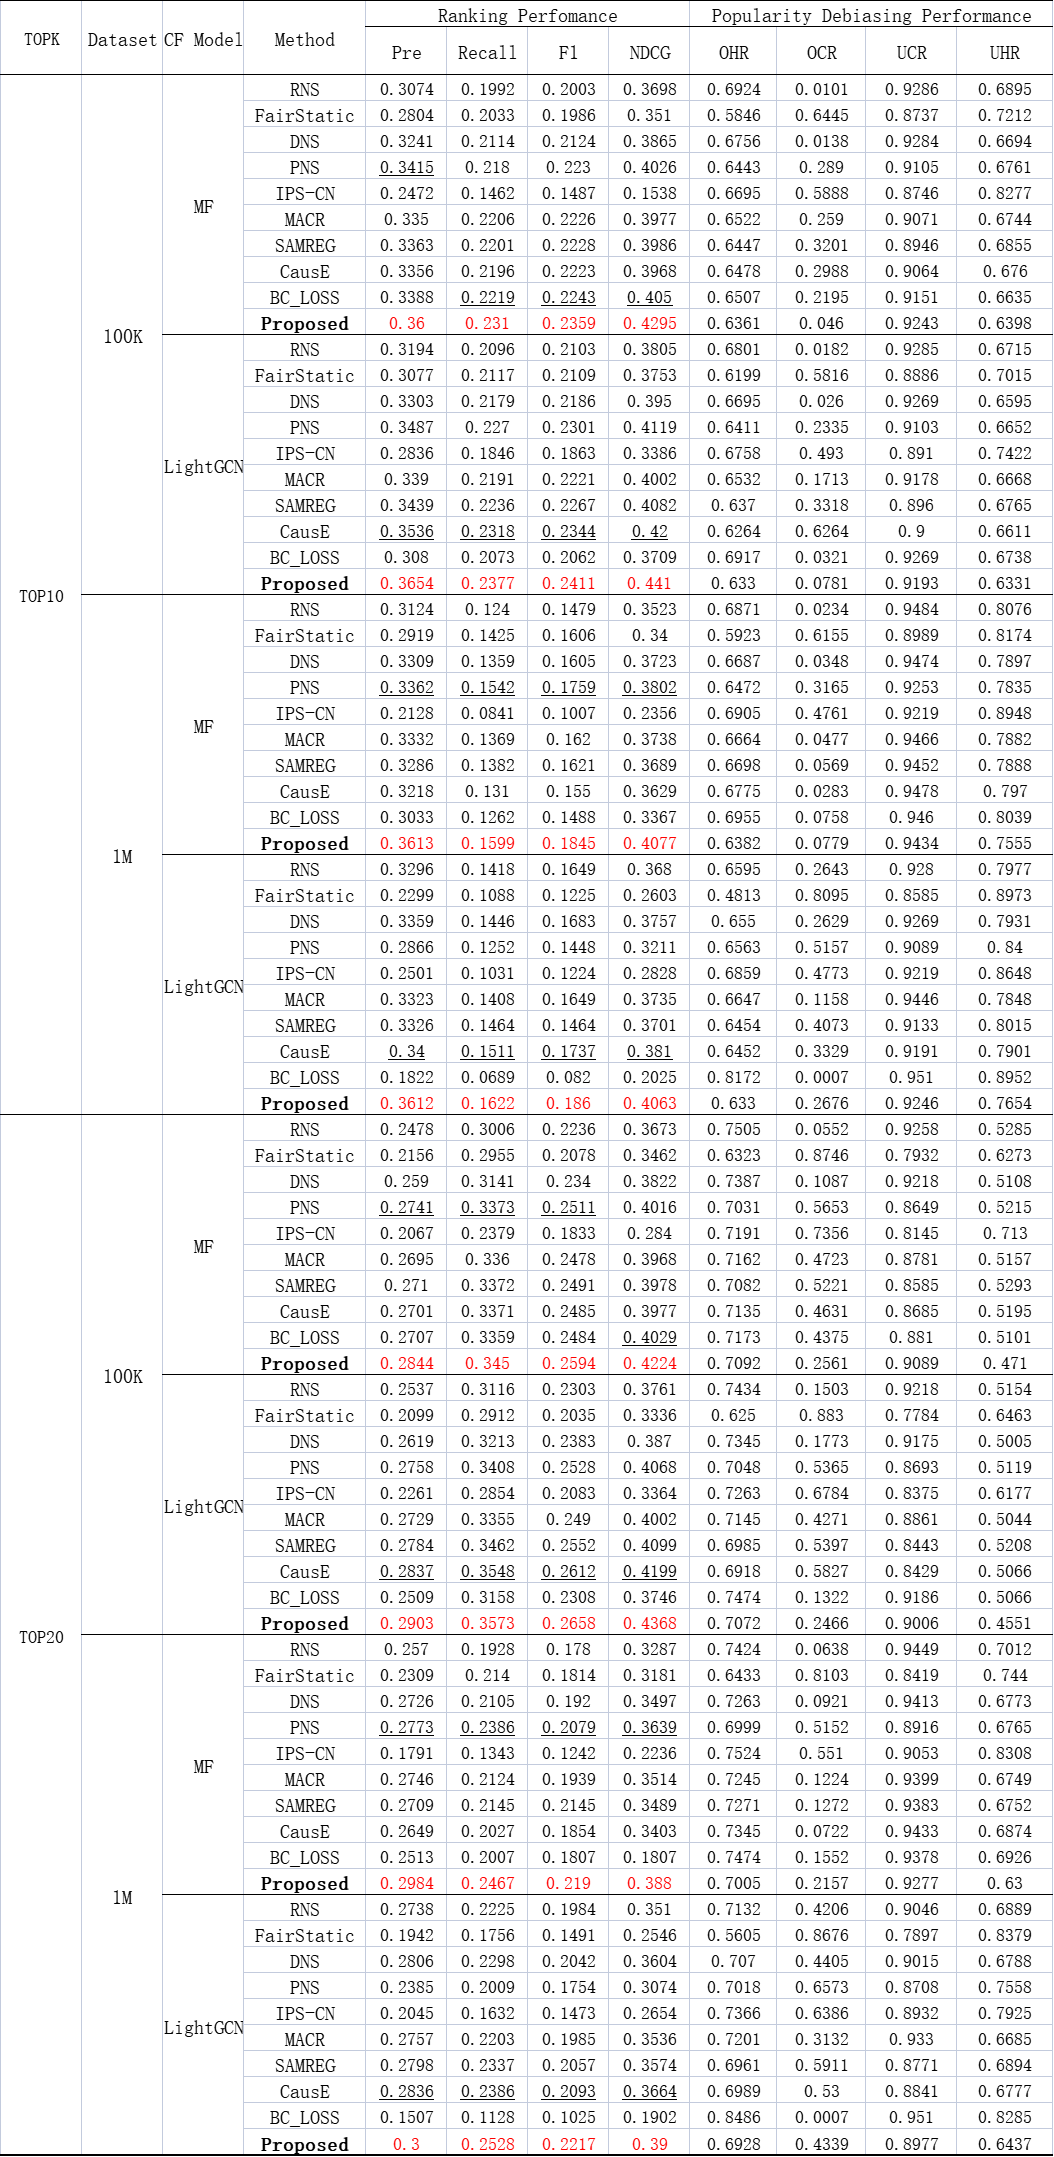 TOPK Dataset CF Model Method Ranking Perfomance Popularity Debiasing Performance
Pre Recall F1 NDCG OHR OCR UCR UHR
TOP10
100K
MF
RNS 0.3074 0.1992 0.2003 0.3698 0.6924 0.0101 0.9286 0.6895
FairStatic 0.2804 0.2033 0.1986 0.351 0.5846 0.6445 0.8737 0.7212
DNS 0.3241 0.2114 0.2124 0.3865 0.6756 0.0138 0.9284 0.6694
PNS 0.3415 0.218 0.223 0.4026 0.6443 0.289 0.9105 0.6761
IPS-CN 0.2472 0.1462 0.1487 0.1538 0.6695 0.5888 0.8746 0.8277
MACR 0.335 0.2206 0.2226 0.3977 0.6522 0.259 0.9071 0.6744
SAMREG 0.3363 0.2201 0.2228 0.3986 0.6447 0.3201 0.8946 0.6855
CausE 0.3356 0.2196 0.2223 0.3968 0.6478 0.2988 0.9064 0.676
BC_LOSS 0.3388 0.2219 0.2243 0.405 0.6507 0.2195 0.9151 0.6635
Proposed 0.36 0.231 0.2359 0.4295 0.6361 0.046 0.9243 0.6398
LightGCN
RNS 0.3194 0.2096 0.2103 0.3805 0.6801 0.0182 0.9285 0.6715
FairStatic 0.3077 0.2117 0.2109 0.3753 0.6199 0.5816 0.8886 0.7015
DNS 0.3303 0.2179 0.2186 0.395 0.6695 0.026 0.9269 0.6595
PNS 0.3487 0.227 0.2301 0.4119 0.6411 0.2335 0.9103 0.6652
IPS-CN 0.2836 0.1846 0.1863 0.3386 0.6758 0.493 0.891 0.7422
MACR 0.339 0.2191 0.2221 0.4002 0.6532 0.1713 0.9178 0.6668
SAMREG 0.3439 0.2236 0.2267 0.4082 0.637 0.3318 0.896 0.6765
CausE 0.3536 0.2318 0.2344 0.42 0.6264 0.6264 0.9 0.6611
BC_LOSS 0.308 0.2073 0.2062 0.3709 0.6917 0.0321 0.9269 0.6738
Proposed 0.3654 0.2377 0.2411 0.441 0.633 0.0781 0.9193 0.6331
1M
MF
RNS 0.3124 0.124 0.1479 0.3523 0.6871 0.0234 0.9484 0.8076
FairStatic 0.2919 0.1425 0.1606 0.34 0.5923 0.6155 0.8989 0.8174
DNS 0.3309 0.1359 0.1605 0.3723 0.6687 0.0348 0.9474 0.7897
PNS 0.3362 0.1542 0.1759 0.3802 0.6472 0.3165 0.9253 0.7835
IPS-CN 0.2128 0.0841 0.1007 0.2356 0.6905 0.4761 0.9219 0.8948
MACR 0.3332 0.1369 0.162 0.3738 0.6664 0.0477 0.9466 0.7882
SAMREG 0.3286 0.1382 0.1621 0.3689 0.6698 0.0569 0.9452 0.7888
CausE 0.3218 0.131 0.155 0.3629 0.6775 0.0283 0.9478 0.797
BC_LOSS 0.3033 0.1262 0.1488 0.3367 0.6955 0.0758 0.946 0.8039
Proposed 0.3613 0.1599 0.1845 0.4077 0.6382 0.0779 0.9434 0.7555
LightGCN
RNS 0.3296 0.1418 0.1649 0.368 0.6595 0.2643 0.928 0.7977
FairStatic 0.2299 0.1088 0.1225 0.2603 0.4813 0.8095 0.8585 0.8973
DNS 0.3359 0.1446 0.1683 0.3757 0.655 0.2629 0.9269 0.7931
PNS 0.2866 0.1252 0.1448 0.3211 0.6563 0.5157 0.9089 0.84
IPS-CN 0.2501 0.1031 0.1224 0.2828 0.6859 0.4773 0.9219 0.8648
MACR 0.3323 0.1408 0.1649 0.3735 0.6647 0.1158 0.9446 0.7848
SAMREG 0.3326 0.1464 0.1464 0.3701 0.6454 0.4073 0.9133 0.8015
CausE 0.34 0.1511 0.1737 0.381 0.6452 0.3329 0.9191 0.7901
BC_LOSS 0.1822 0.0689 0.082 0.2025 0.8172 0.0007 0.951 0.8952
Proposed 0.3612 0.1622 0.186 0.4063 0.633 0.2676 0.9246 0.7654
TOP20
100K
MF
RNS 0.2478 0.3006 0.2236 0.3673 0.7505 0.0552 0.9258 0.5285
FairStatic 0.2156 0.2955 0.2078 0.3462 0.6323 0.8746 0.7932 0.6273
DNS 0.259 0.3141 0.234 0.3822 0.7387 0.1087 0.9218 0.5108
PNS 0.2741 0.3373 0.2511 0.4016 0.7031 0.5653 0.8649 0.5215
IPS-CN 0.2067 0.2379 0.1833 0.284 0.7191 0.7356 0.8145 0.713
MACR 0.2695 0.336 0.2478 0.3968 0.7162 0.4723 0.8781 0.5157
SAMREG 0.271 0.3372 0.2491 0.3978 0.7082 0.5221 0.8585 0.5293
CausE 0.2701 0.3371 0.2485 0.3977 0.7135 0.4631 0.8685 0.5195
BC_LOSS 0.2707 0.3359 0.2484 0.4029 0.7173 0.4375 0.881 0.5101
Proposed 0.2844 0.345 0.2594 0.4224 0.7092 0.2561 0.9089 0.471
LightGCN
RNS 0.2537 0.3116 0.2303 0.3761 0.7434 0.1503 0.9218 0.5154
FairStatic 0.2099 0.2912 0.2035 0.3336 0.625 0.883 0.7784 0.6463
DNS 0.2619 0.3213 0.2383 0.387 0.7345 0.1773 0.9175 0.5005
PNS 0.2758 0.3408 0.2528 0.4068 0.7048 0.5365 0.8693 0.5119
IPS-CN 0.2261 0.2854 0.2083 0.3364 0.7263 0.6784 0.8375 0.6177
MACR 0.2729 0.3355 0.249 0.4002 0.7145 0.4271 0.8861 0.5044
SAMREG 0.2784 0.3462 0.2552 0.4099 0.6985 0.5397 0.8443 0.5208
CausE 0.2837 0.3548 0.2612 0.4199 0.6918 0.5827 0.8429 0.5066
BC_LOSS 0.2509 0.3158 0.2308 0.3746 0.7474 0.1322 0.9186 0.5066
Proposed 0.2903 0.3573 0.2658 0.4368 0.7072 0.2466 0.9006 0.4551
1M
MF
RNS 0.257 0.1928 0.178 0.3287 0.7424 0.0638 0.9449 0.7012
FairStatic 0.2309 0.214 0.1814 0.3181 0.6433 0.8103 0.8419 0.744
DNS 0.2726 0.2105 0.192 0.3497 0.7263 0.0921 0.9413 0.6773
PNS 0.2773 0.2386 0.2079 0.3639 0.6999 0.5152 0.8916 0.6765
IPS-CN 0.1791 0.1343 0.1242 0.2236 0.7524 0.551 0.9053 0.8308
MACR 0.2746 0.2124 0.1939 0.3514 0.7245 0.1224 0.9399 0.6749
SAMREG 0.2709 0.2145 0.2145 0.3489 0.7271 0.1272 0.9383 0.6752
CausE 0.2649 0.2027 0.1854 0.3403 0.7345 0.0722 0.9433 0.6874
BC_LOSS 0.2513 0.2007 0.1807 0.1807 0.7474 0.1552 0.9378 0.6926
Proposed 0.2984 0.2467 0.219 0.388 0.7005 0.2157 0.9277 0.63
LightGCN
RNS 0.2738 0.2225 0.1984 0.351 0.7132 0.4206 0.9046 0.6889
FairStatic 0.1942 0.1756 0.1491 0.2546 0.5605 0.8676 0.7897 0.8379
DNS 0.2806 0.2298 0.2042 0.3604 0.707 0.4405 0.9015 0.6788
PNS 0.2385 0.2009 0.1754 0.3074 0.7018 0.6573 0.8708 0.7558
IPS-CN 0.2045 0.1632 0.1473 0.2654 0.7366 0.6386 0.8932 0.7925
MACR 0.2757 0.2203 0.1985 0.3536 0.7201 0.3132 0.933 0.6685
SAMREG 0.2798 0.2337 0.2057 0.3574 0.6961 0.5911 0.8771 0.6894
CausE 0.2836 0.2386 0.2093 0.3664 0.6989 0.53 0.8841 0.6777
BC_LOSS 0.1507 0.1128 0.1025 0.1902 0.8486 0.0007 0.951 0.8285
Proposed 0.3 0.2528 0.2217 0.39 0.6928 0.4339 0.8977 0.6437